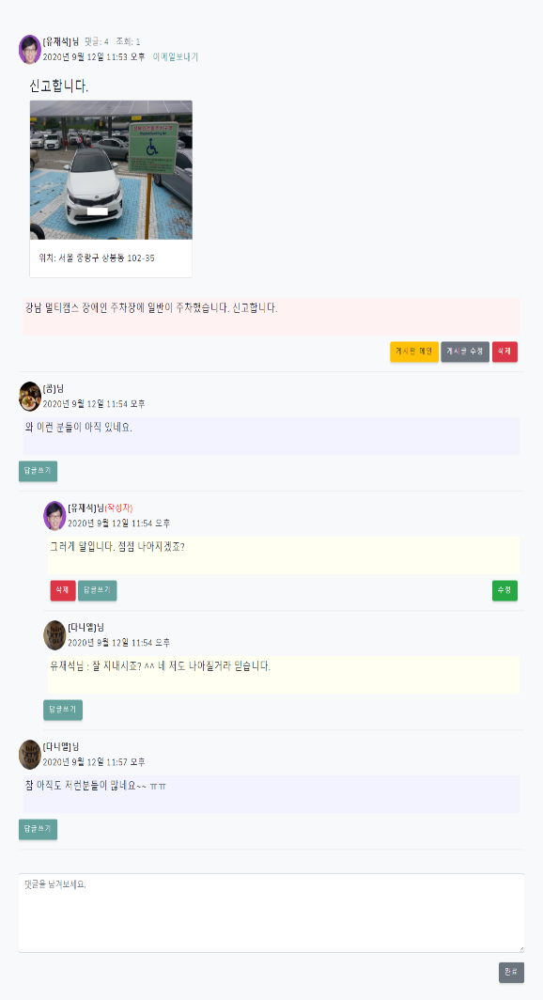 [유재석]님 댓글: 4 조회: 1
2020년 9월 12일 11:53 오후 이메일보내기
신고합니다.
위치: 서울 중랑구 상봉동 102-35
강남 멀티캠스 장애인 주차장에 일반이 주차했습니다. 신고합니다.
게시판 메인 게시글 수정 삭제
[콩]님
2020년 9월 12일 11:54 오후
와 이런 분들이 아직 있네요.
답글쓰기
[유재석]님(작성자)
2020년 9월 12일 11:54 오후
그러게 말입니다. 점점 나아지겠죠?
삭제 답글쓰기 수정
[다니엘]님
2020년 9월 12일 11:54 오후
유재석님 : 잘 지내시죠? ^^ 네 저도 나아질거라 믿습니다.
답글쓰기
[다니엘]님
2020년 9월 12일 11:57 오후
참 아직도 저런분들이 많네요~~ ㅠㅠ
답글쓰기
댓글을 남겨보세요.
완료